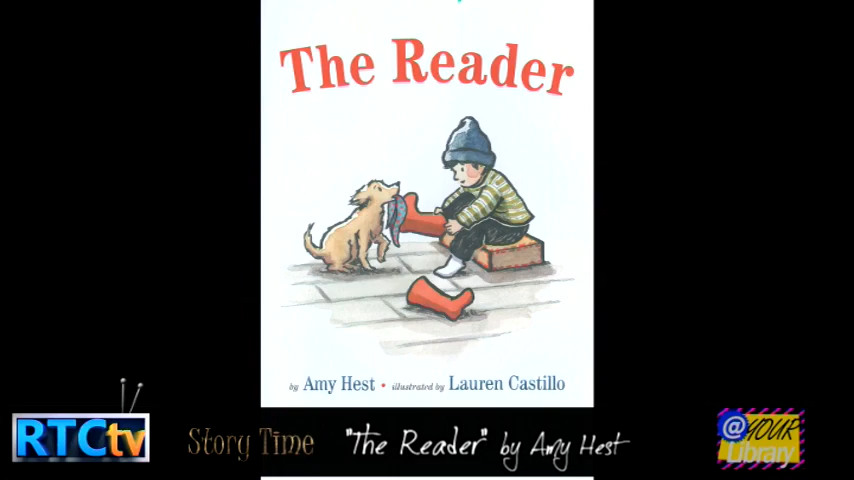 The Reader
by Amy Hest • illustrated by Lauren Castillo
RTCtv Story Time "The Reader" by Amy Hest
@YOUR
Library